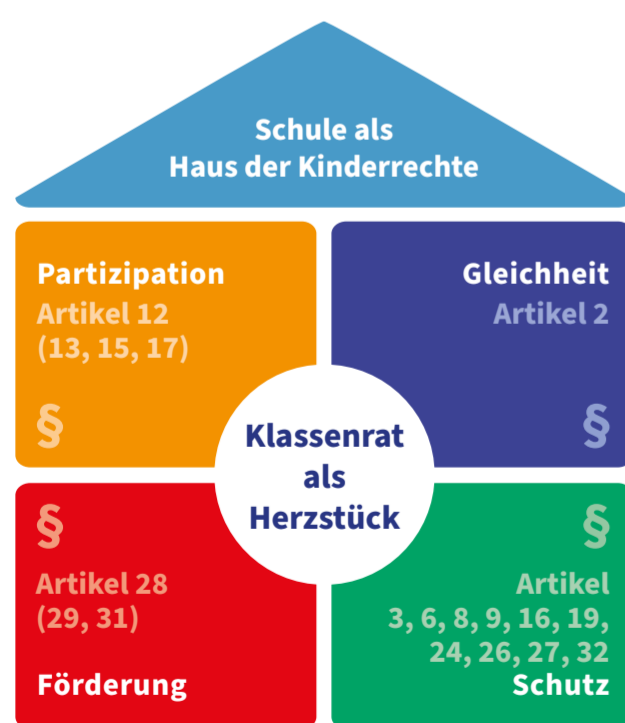 Schule als
Haus der Kinderrechte
Partizipation
Artikel 12
(13, 15, 17)
§
Gleichheit
Artikel 2
§
Klassenrat
als
Herzstück
§
Artikel 28
(29, 31)
Förderung
§
Artikel
3, 6, 8, 9, 16, 19,
24, 26, 27, 32
Schutz